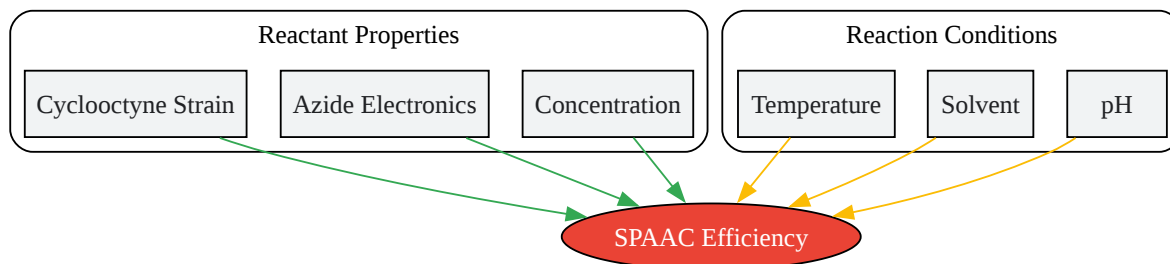 Reactant Properties
Reaction Conditions
Cyclooctyne Strain
Azide Electronics
Concentration
Temperature
Solvent
pH
SPAAC Efficiency